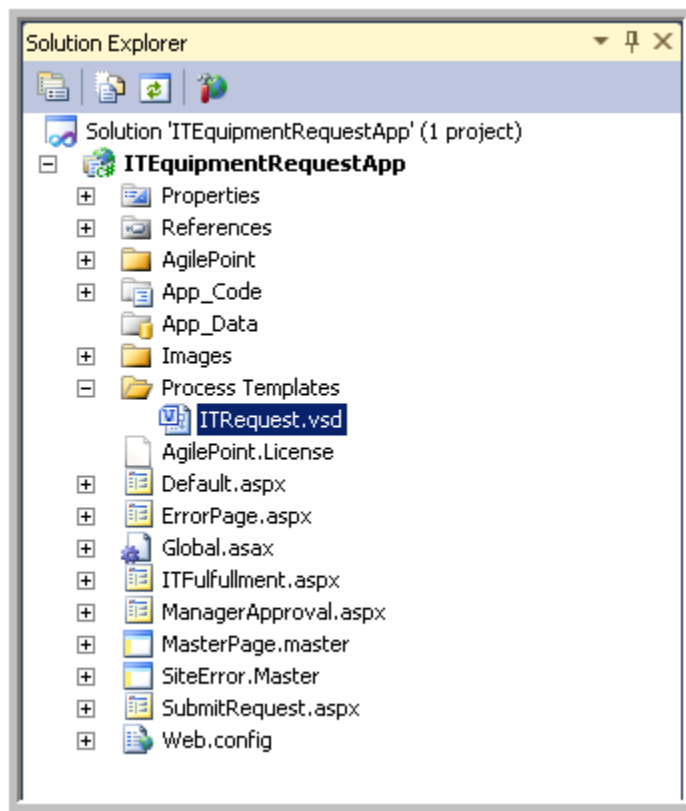 Solution Explorer
Solution 'ITEquipmentRequestApp' (1 project)
ITEquipmentRequestApp
Properties
References
AgilePoint
App_Code
App_Data
Images
Process Templates
ITRequest.vsd
AgilePoint.License
Default.aspx
ErrorPage.aspx
Global.asax
ITFulfullment.aspx
ManagerApproval.aspx
MasterPage.master
SiteError.Master
SubmitRequest.aspx
Web.config